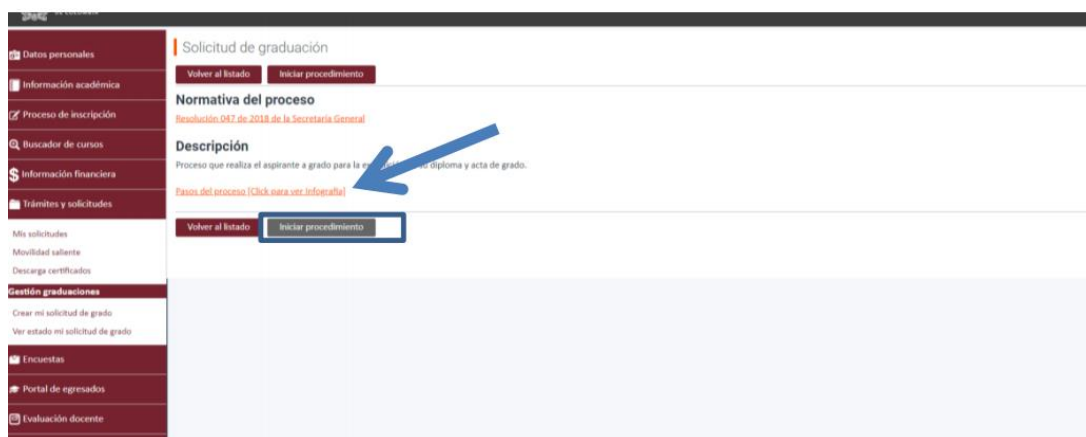 DE COLOMBIA
Datos personales
Información académica
Proceso de inscripción
Buscador de cursos
Información financiera
Trámites y solicitudes
Mis solicitudes
Movilidad saliente
Descarga certificados
Gestión graduaciones
Crear mi solicitud de grado
Ver estado mi solicitud de grado
Encuestas
Portal de egresados
Evaluación docente
Solicitud de graduación
Volver al listado Iniciar procedimiento
Normativa del proceso
Resolución 047 de 2018 de la Secretaría General
Descripción
Proceso que realiza el aspirante a grado para la diploma y acta de grado.
Pasos del proceso [Click para ver Infografía]
Volver al listado Iniciar procedimiento